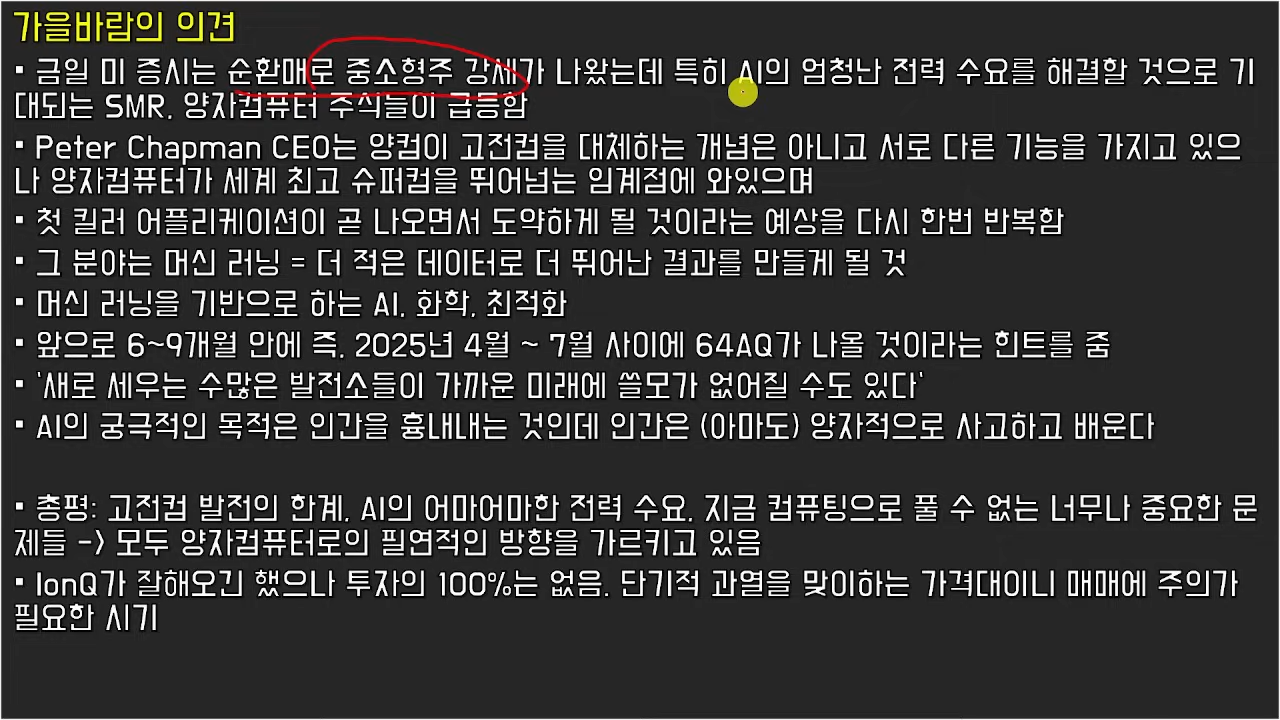 가을바람의 의견
▪ 금일 미 증시는 순환매로 중소형주 강세가 나왔는데 특히 AI의 엄청난 전력 수요를 해결할 것으로 기
대되는 SMR, 양자컴퓨터 주식들이 급등함
▪ Peter Chapman CEO는 양컴이 고전컴을 대체하는 개념은 아니고 서로 다른 기능을 가지고 있으
나 양자컴퓨터가 세계 최고 슈퍼컴을 뛰어넘는 임계점에 와있으며
▪ 첫 킬러 어플리케이션이 곧 나오면서 도약하게 될 것이라는 예상을 다시 한번 반복함
▪ 그 분야는 머신 러닝 = 더 적은 데이터로 더 뛰어난 결과를 만들게 될 것
▪ 머신 러닝을 기반으로 하는 AI, 화학, 최적화
▪ 앞으로 6~9개월 안에 즉, 2025년 4월 ~ 7월 사이에 64AQ가 나올 것이라는 힌트를 줌
▪ '새로 세우는 수많은 발전소들이 가까운 미래에 쓸모가 없어질 수도 있다'
▪ AI의 궁극적인 목적은 인간을 흉내내는 것인데 인간은 (아마도) 양자적으로 사고하고 배운다
▪ 총평: 고전컴 발전의 한계, AI의 어마어마한 전력 수요, 지금 컴퓨팅으로 풀 수 없는 너무나 중요한 문
제들 -> 모두 양자컴퓨터로의 필연적인 방향을 가르키고 있음
▪ IonQ가 잘해오긴 했으나 투자의 100%는 없음. 단기적 과열을 맞이하는 가격대이니 매매에 주의가
필요한 시기